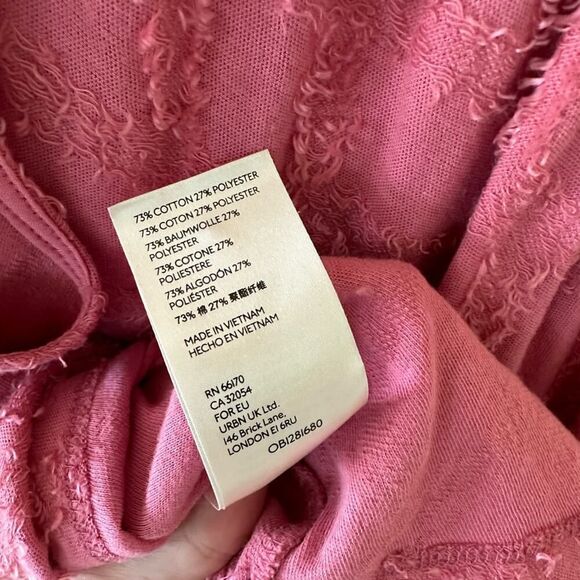 73% COTTON 27% POLYESTER
73% COTON 27% POLYESTER
73% BAUMWOLLE 27%
POLYESTER
73% COTONE 27%
POLIESTERE
73% ALGODÓN 27%
POLIÉSTER
73% 棉 27% 聚酯纤维
MADE IN VIETNAM
HECHO EN VIETNAM
RN 66170
CA 32054
FOR EU
URBN UK Ltd.
146 Brick Lane,
LONDON E1 6RU
OB1281680